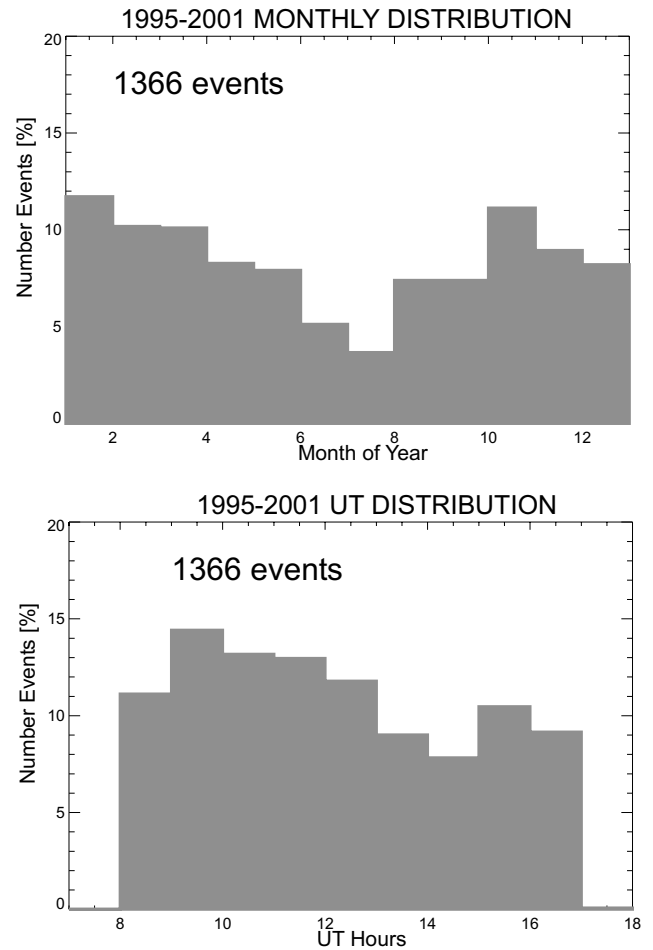 1995-2001 MONTHLY DISTRIBUTION
20
1366 events
15
10
5
0
Number Events [%]
2 4 6 8 10 12
Month of Year
1995-2001 UT DISTRIBUTION
20
1366 events
15
10
5
0
Number Events [%]
8 10 12 14 16 18
UT Hours